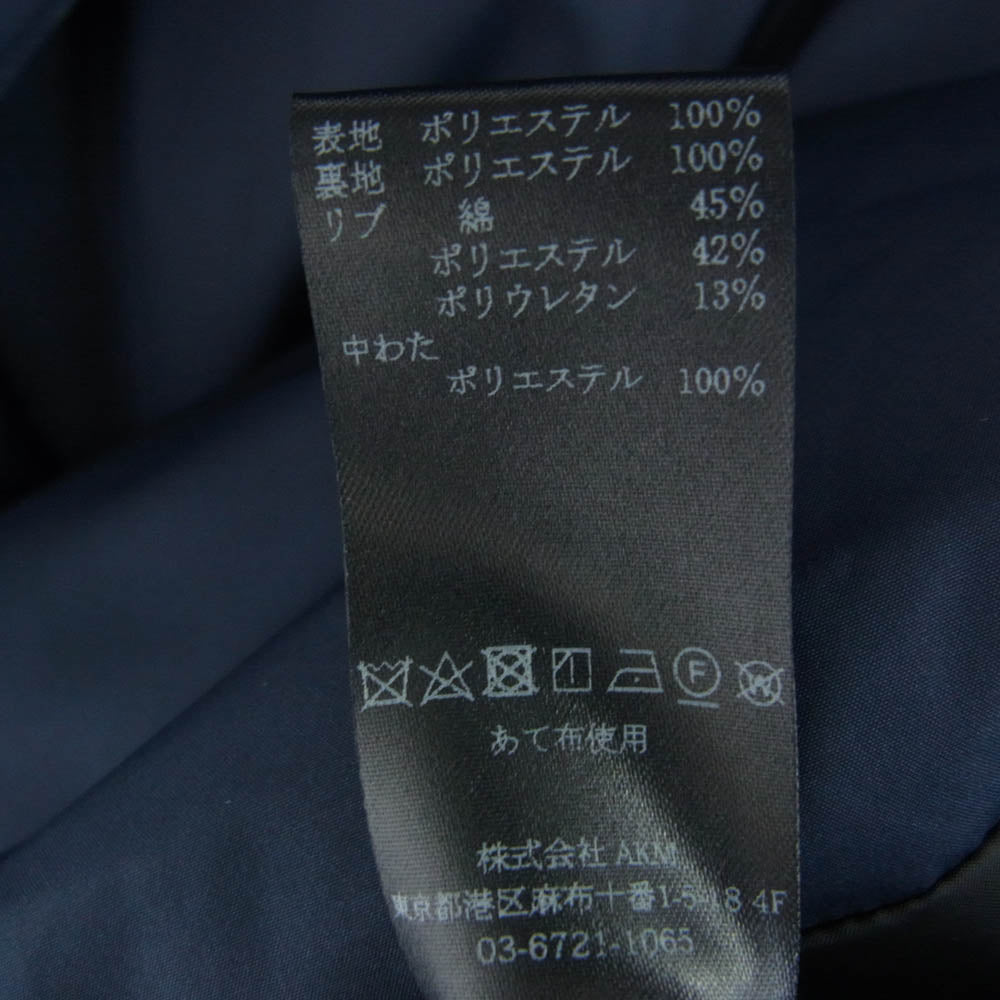 表地 ポリエステル 100%
裏地 ポリエステル 100%
リブ 綿 45%
ポリエステル 42%
ポリウレタン 13%
中わた
ポリエステル 100%
F W
あて布使用
株式会社 AKM
東京都港区麻布十番1-5-18 4F
03-6721-1065